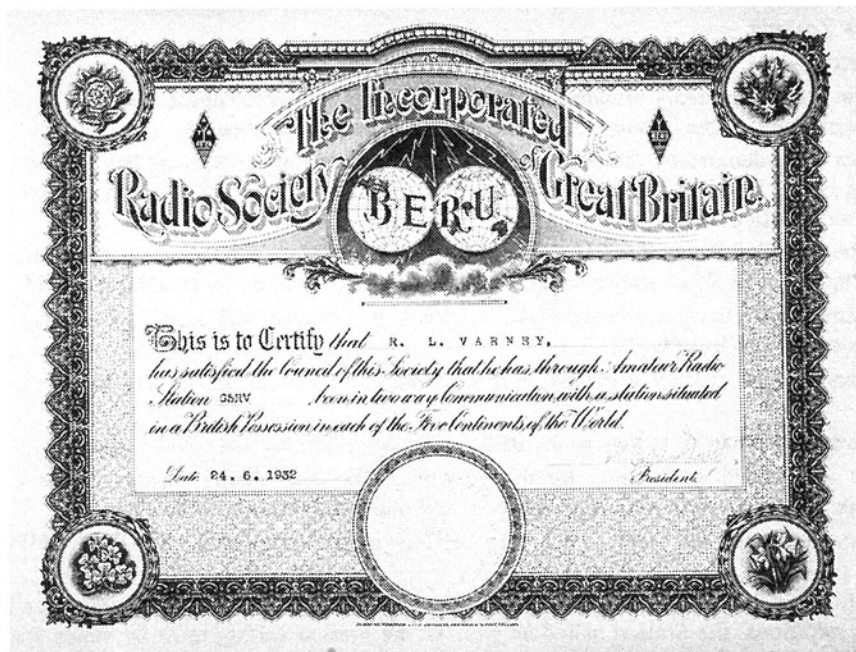 The Incorporated
Radio Society of Great Britain.
B·E·R·U
This is to Certify that R. L. VARNEY,
has satisfied the Council of this Society that he has, through Amateur Radio
Station G5RV been in two way Communication with a station situated
in a British Possession in each of the Five Continents of the World.
Date 24. 6. 1932 President.